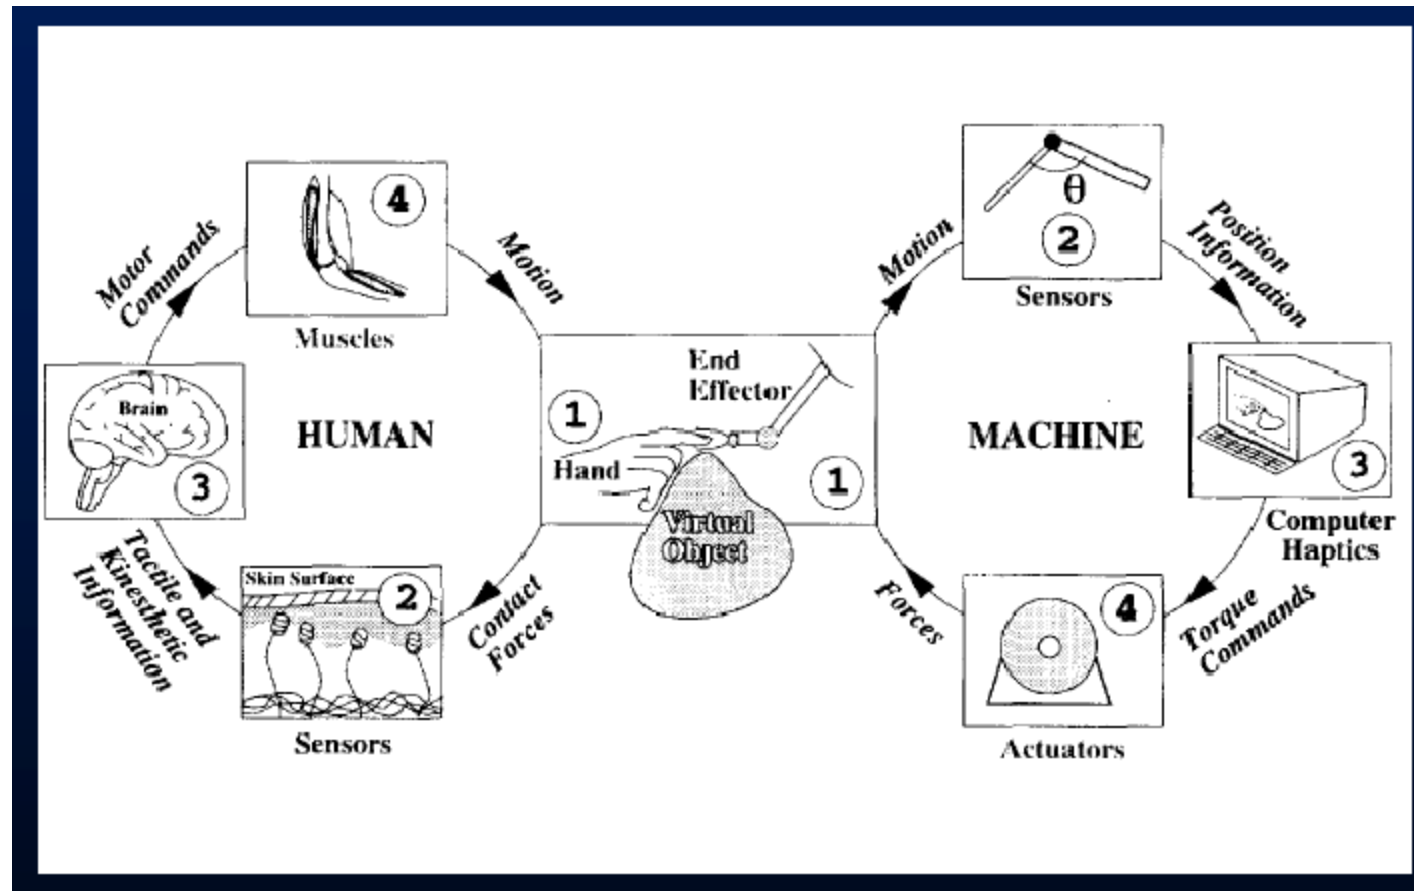 4
Motor
Commands
Muscles
Motion
Brain
3
HUMAN
Tactile and
Kinesthetic
Information
Skin Surface
2
Sensors
Contact
Forces
1
Hand
End
Effector
1
Virtual
Object
Motion
θ
2
Sensors
Position
Information
MACHINE
3
Computer
Haptics
Torque
Commands
4
Actuators
Forces